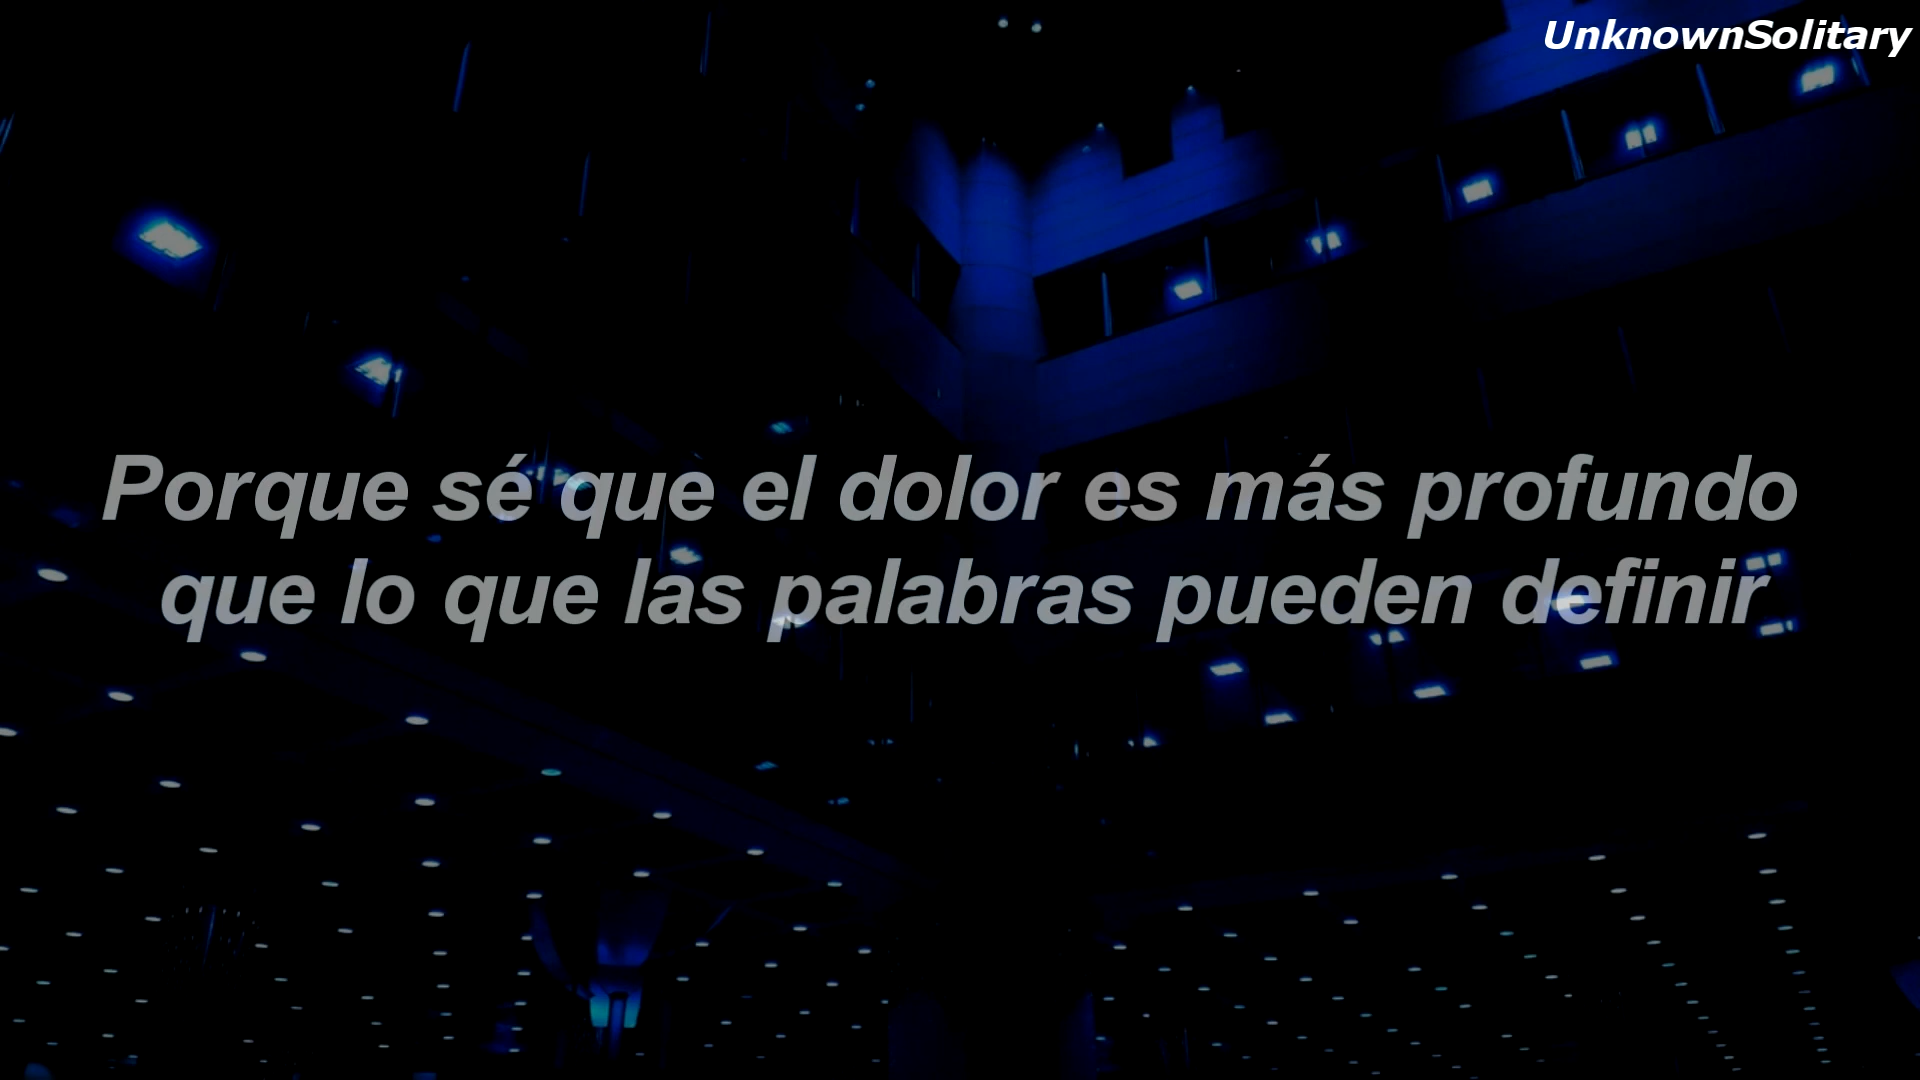 UnknownSolitary
Porque sé que el dolor es más profundo
que lo que las palabras pueden definir